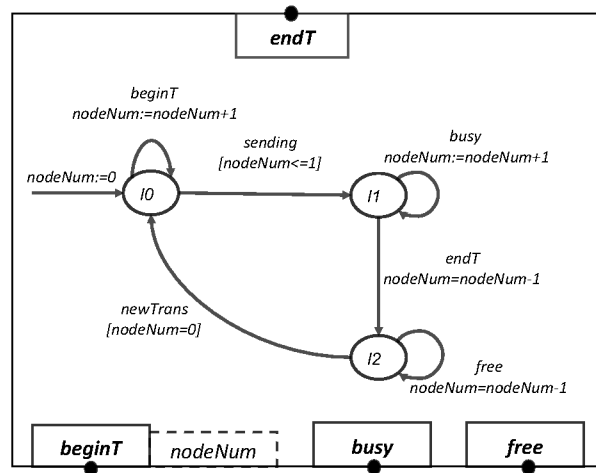 endT
beginT
nodeNum:=nodeNum+1
sending
[nodeNum<=1]
busy
nodeNum:=nodeNum+1
nodeNum:=0
l0
l1
endT
nodeNum=nodeNum-1
newTrans
[nodeNum=0]
l2
free
nodeNum=nodeNum-1
beginT
nodeNum
busy
free